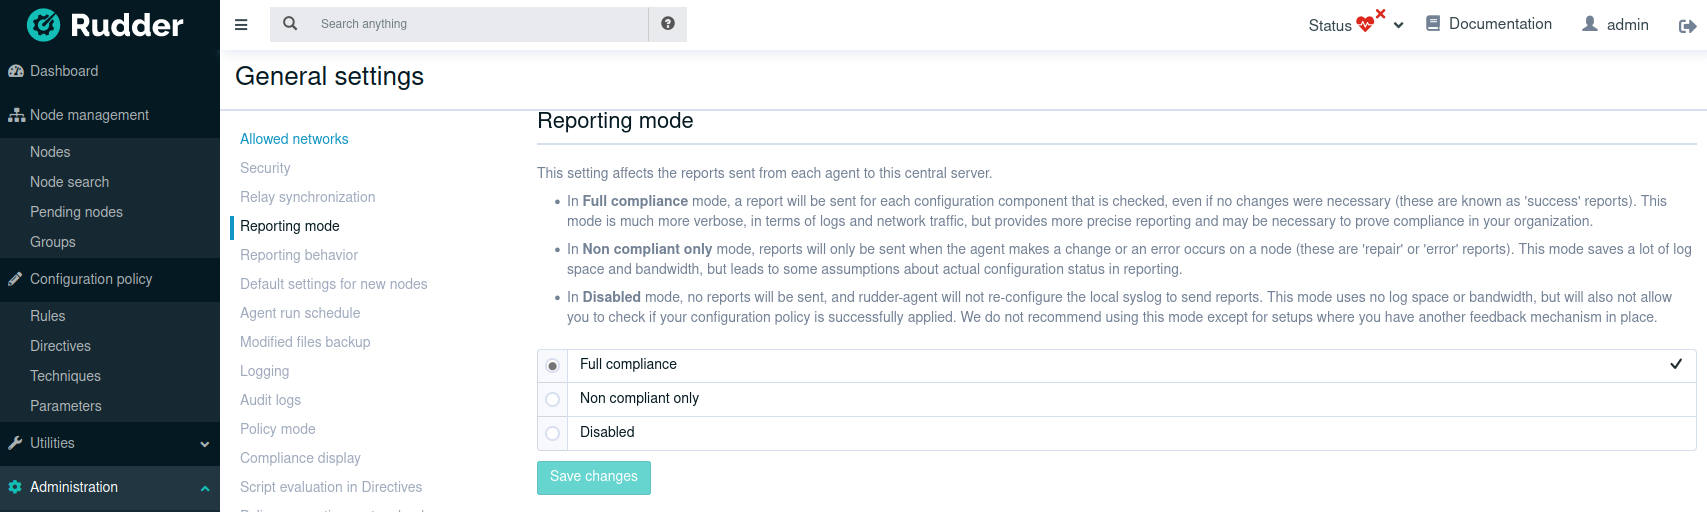 Rudder
Search anything
Status
Documentation
admin
Dashboard
Node management
Nodes
Node search
Pending nodes
Groups
Configuration policy
Rules
Directives
Techniques
Parameters
Utilities
Administration
General settings
Allowed networks
Security
Relay synchronization
Reporting mode
Reporting behavior
Default settings for new nodes
Agent run schedule
Modified files backup
Logging
Audit logs
Policy mode
Compliance display
Script evaluation in Directives
Reporting mode
This setting affects the reports sent from each agent to this central server.
• In Full compliance mode, a report will be sent for each configuration component that is checked, even if no changes were necessary (these are known as 'success' reports). This
mode is much more verbose, in terms of logs and network traffic, but provides more precise reporting and may be necessary to prove compliance in your organization.
• In Non compliant only mode, reports will only be sent when the agent makes a change or an error occurs on a node (these are 'repair' or 'error' reports). This mode saves a lot of log
space and bandwidth, but leads to some assumptions about actual configuration status in reporting.
• In Disabled mode, no reports will be sent, and rudder-agent will not re-configure the local syslog to send reports. This mode uses no log space or bandwidth, but will also not allow
you to check if your configuration policy is successfully applied. We do not recommend using this mode except for setups where you have another feedback mechanism in place.
Full compliance
Non compliant only
Disabled
Save changes